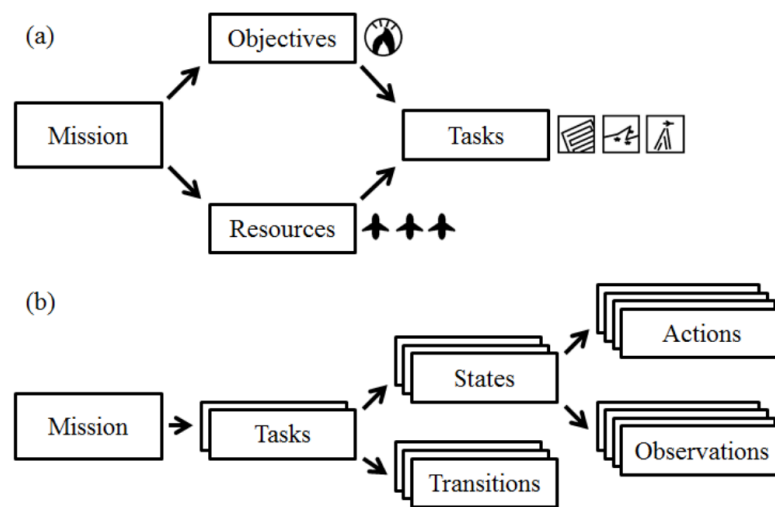 (a)
Objectives
Mission
Tasks
Resources
(b)
Actions
States
Mission
Tasks
Observations
Transitions